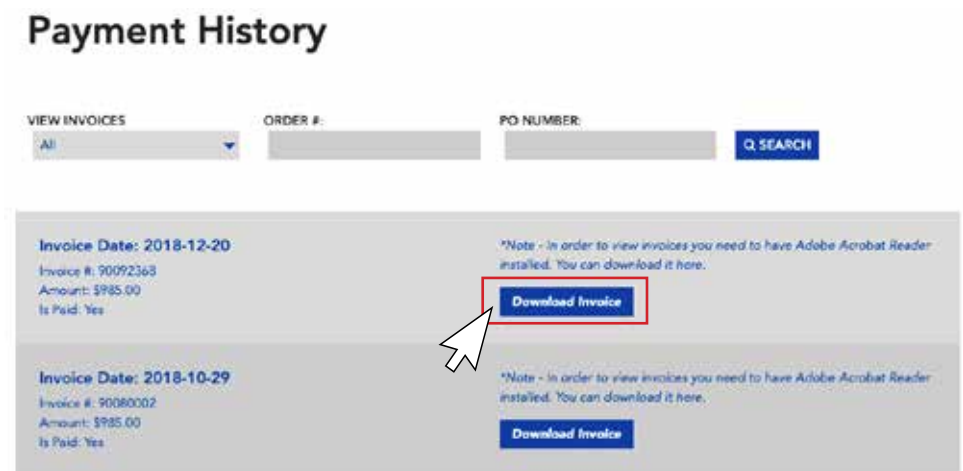 Payment History
VIEW INVOICES ORDER #: PO NUMBER:
All SEARCH
Invoice Date: 2018-12-20
Invoice #: 90092368
Amount: $985.00
Is Paid: Yes
*Note - In order to view invoices you need to have Adobe Acrobat Reader
installed. You can download it here.
Download Invoice
Invoice Date: 2018-10-29
Invoice #: 90080002
Amount: $985.00
Is Paid: Yes
*Note - In order to view invoices you need to have Adobe Acrobat Reader
installed. You can download it here.
Download Invoice